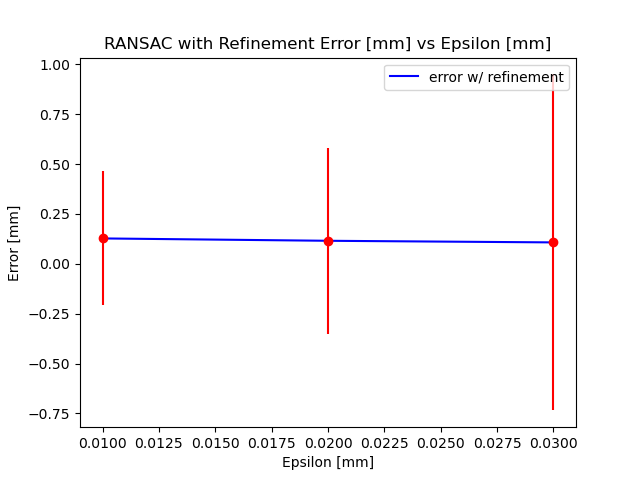 RANSAC with Refinement Error [mm] vs Epsilon [mm]
error w/ refinement
Error [mm]
1.00
0.75
0.50
0.25
0.00
−0.25
−0.50
−0.75
0.0100 0.0125 0.0150 0.0175 0.0200 0.0225 0.0250 0.0275 0.0300
Epsilon [mm]